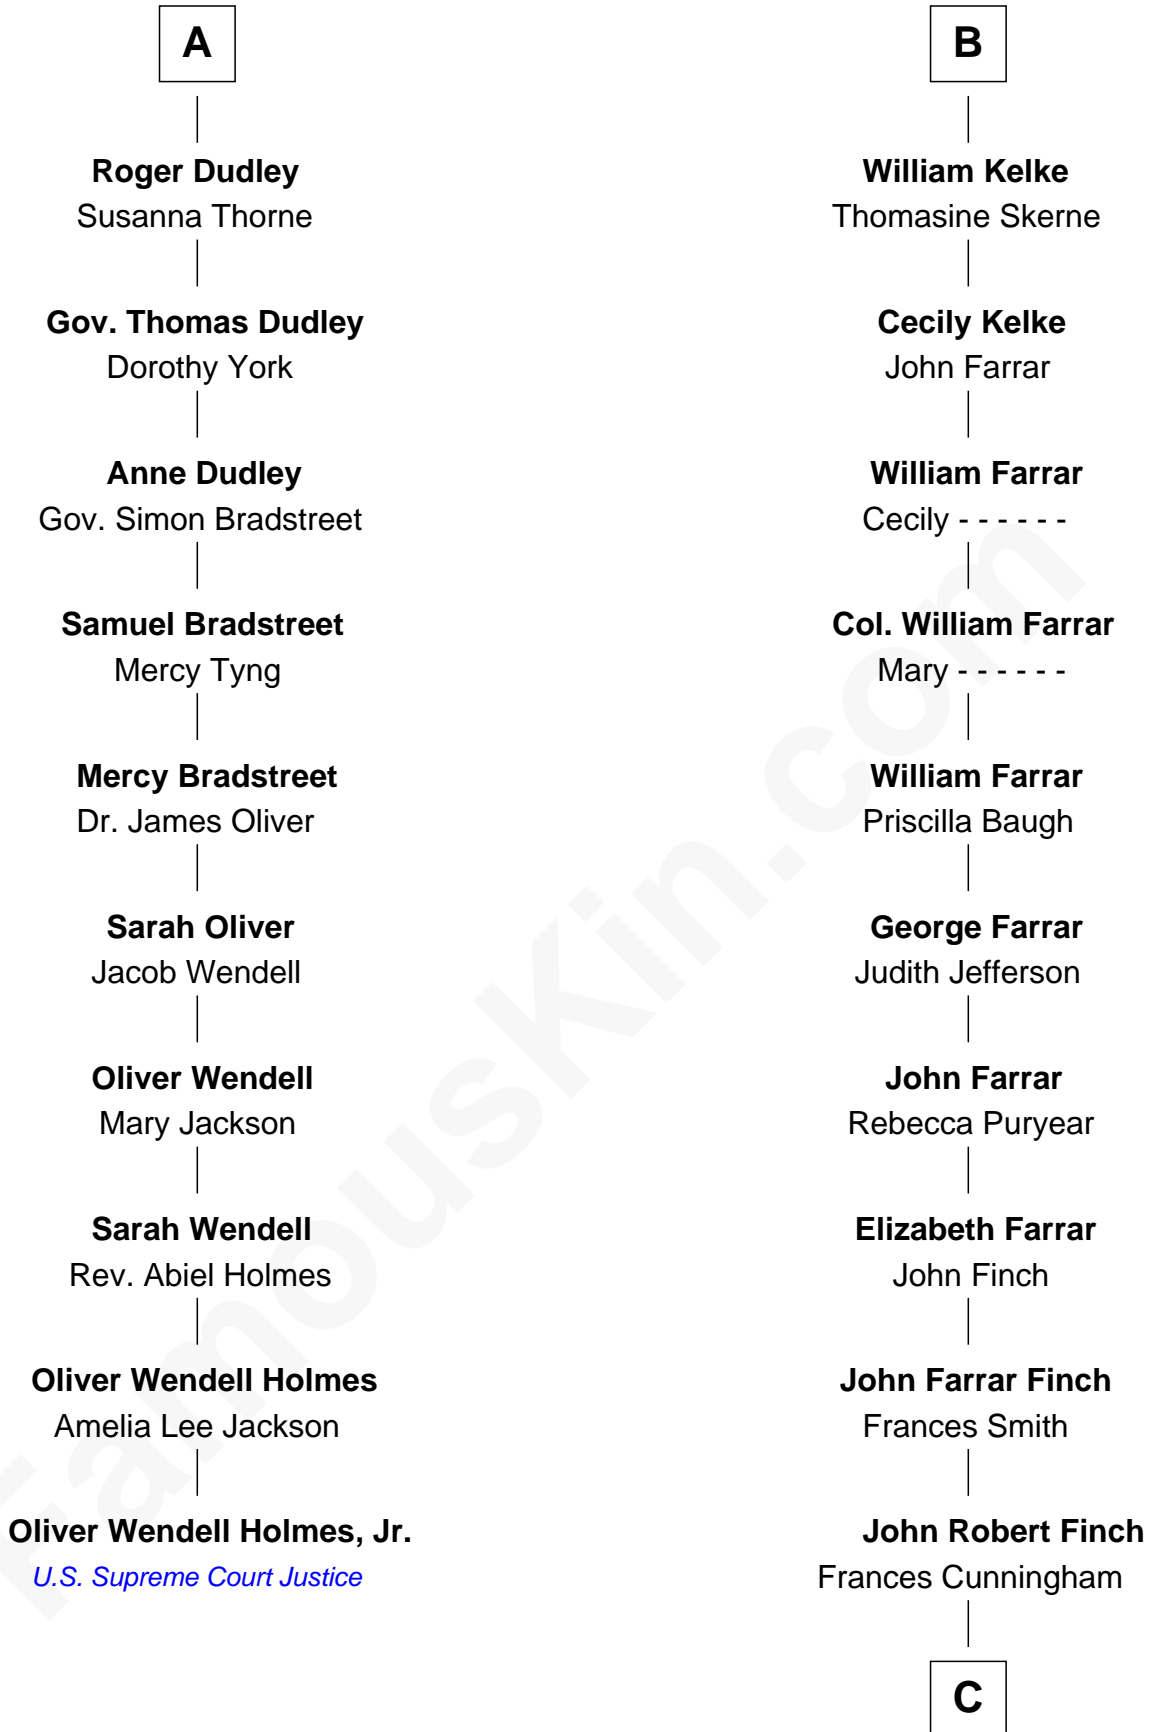 A
Roger Dudley
Susanna Thorne
Gov. Thomas Dudley
Dorothy York
Anne Dudley
Gov. Simon Bradstreet
Samuel Bradstreet
Mercy Tyng
Mercy Bradstreet
Dr. James Oliver
Sarah Oliver
Jacob Wendell
Oliver Wendell
Mary Jackson
Sarah Wendell
Rev. Abiel Holmes
Oliver Wendell Holmes
Amelia Lee Jackson
Oliver Wendell Holmes, Jr.
U.S. Supreme Court Justice
B
William Kelke
Thomasine Skerne
Cecily Kelke
John Farrar
William Farrar
Cecily - - - - - -
Col. William Farrar
Mary - - - - - -
William Farrar
Priscilla Baugh
George Farrar
Judith Jefferson
John Farrar
Rebecca Puryear
Elizabeth Farrar
John Finch
John Farrar Finch
Frances Smith
John Robert Finch
Frances Cunningham
C
FamousKin.com